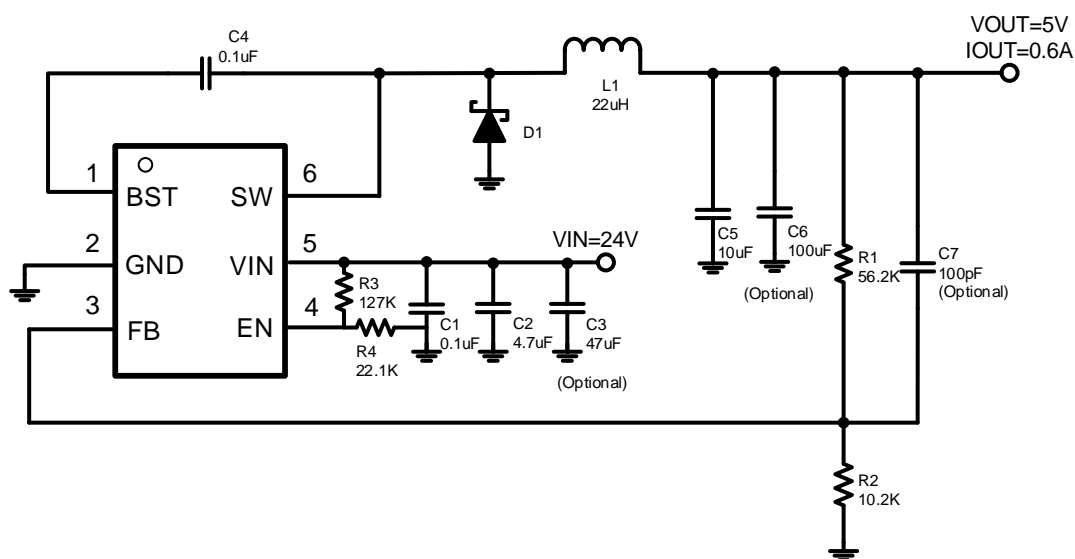 VOUT=5V
IOUT=0.6A
C4
0.1uF
L1
22uH
D1
1
BST
SW
6
2
GND
VIN
5
VIN=24V
3
FB
EN
4
R3
127K
R4
22.1K
C1
0.1uF
C2
4.7uF
C3
47uF
(Optional)
C5
10uF
C6
100uF
(Optional)
R1
56.2K
C7
100pF
(Optional)
R2
10.2K